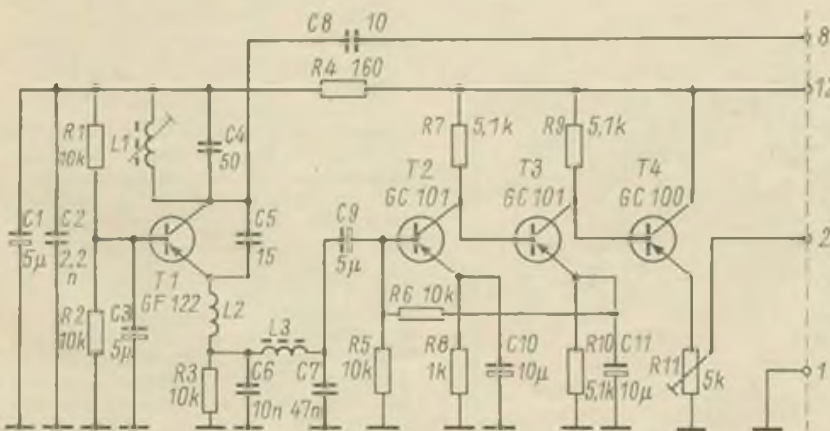 C8 10
8
R4 160
12
R1
10k
L1
C4
50
R7 5,1k
R9 5,1k
T2
GC 101
T3
GC 101
T4
GC 100
C1
5µ
C2
2,2
n
C5
15
C9
5µ
2
T1
GF 122
L2
R6 10k
R2
10k
C3
5µ
L3
R3
10k
C6
10n
C7
47n
R5
10k
R8
1k
C10
10µ
R10
5,1k
C11
10µ
R11
5k
1